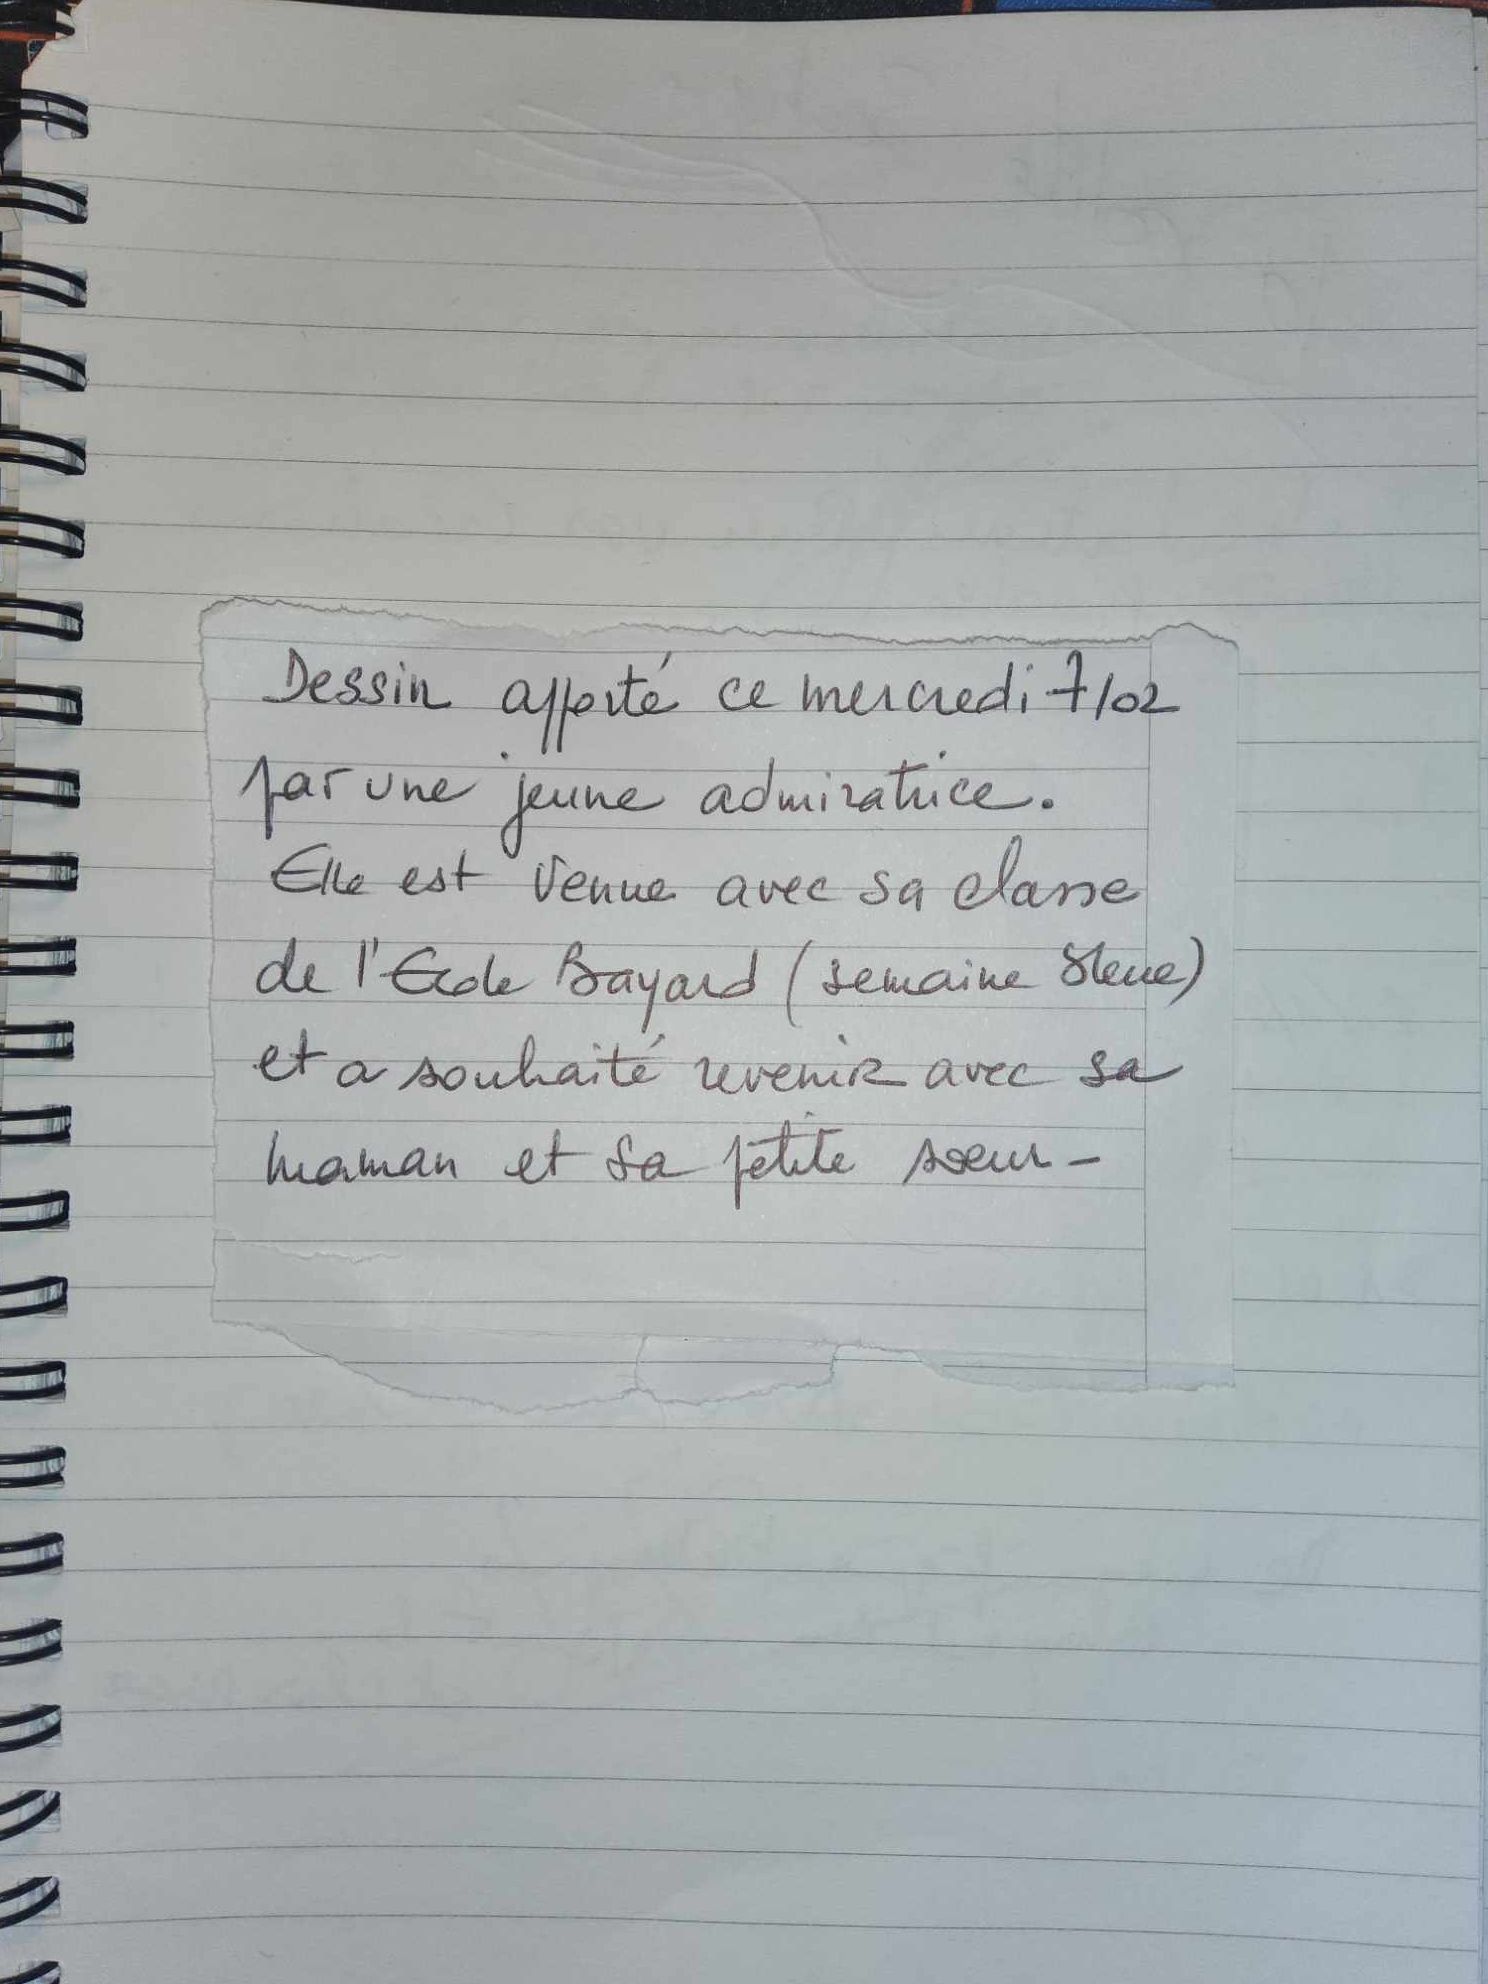 Dessin apporté ce mercredi 7/02
par une jeune admiratrice.
Elle est venue avec sa classe
de l'Ecole Bayard (semaine bleue)
et a souhaité revenir avec sa
maman et sa petite soeur -